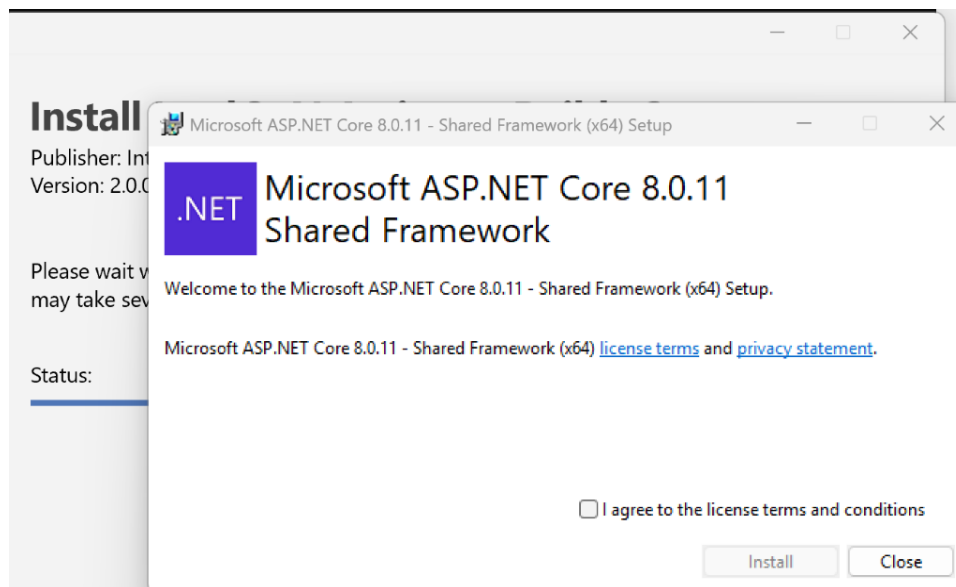 Install
Publisher: Int
Version: 2.0.0
Please wait w
may take sev
Status:
Microsoft ASP.NET Core 8.0.11 - Shared Framework (x64) Setup
.NET
Microsoft ASP.NET Core 8.0.11
Shared Framework
Welcome to the Microsoft ASP.NET Core 8.0.11 - Shared Framework (x64) Setup.
Microsoft ASP.NET Core 8.0.11 - Shared Framework (x64) license terms and privacy statement.
I agree to the license terms and conditions
Install
Close